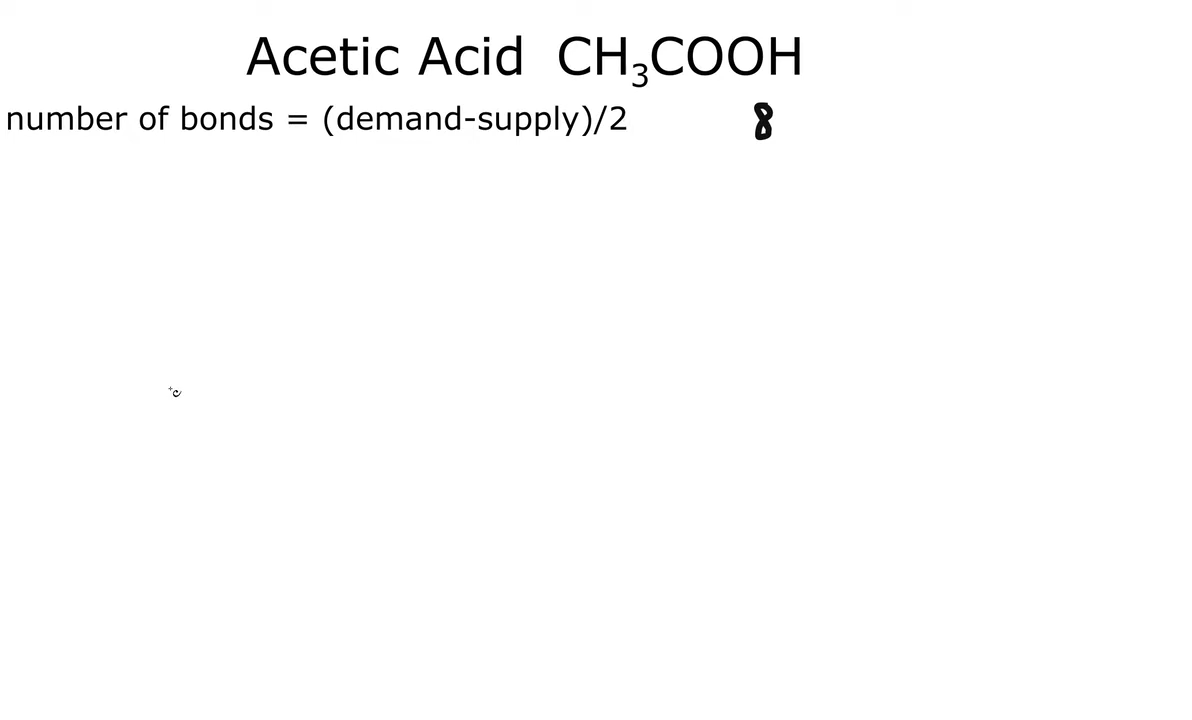 Acetic Acid CH₃COOH
number of bonds = (demand-supply)/2 8